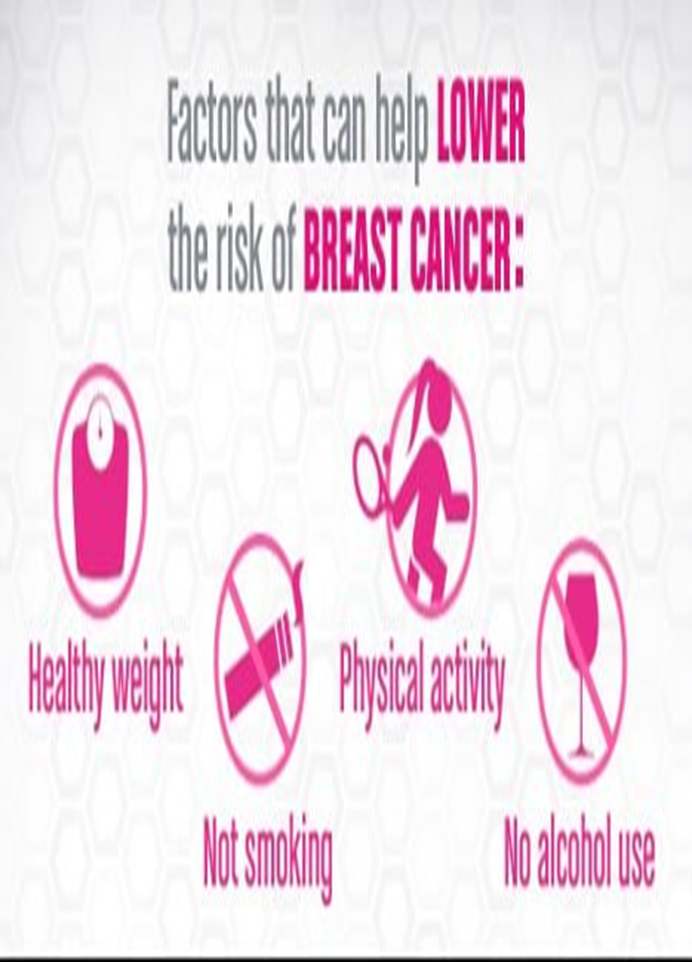 Factors that can help LOWER
the risk of BREAST CANCER:
Healthy weight
Physical activity
Not smoking
No alcohol use